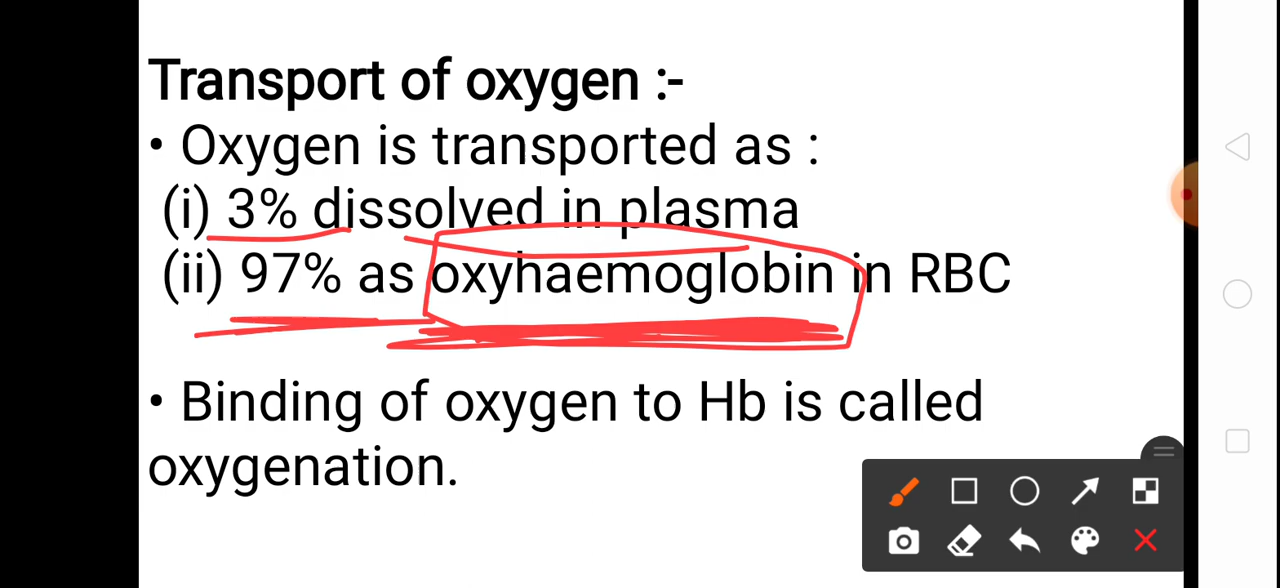 Transport of oxygen :-
• Oxygen is transported as :
(i) 3% dissolved in plasma
(ii) 97% as oxyhaemoglobin in RBC
• Binding of oxygen to Hb is called
oxygenation.